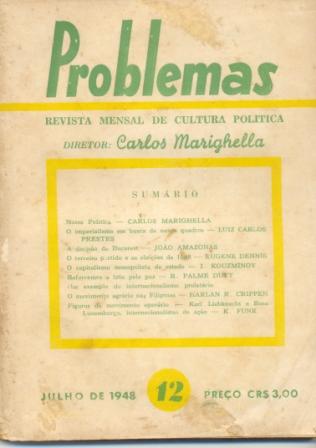 Problemas
REVISTA MENSAL DE CULTURA POLITICA
DIRETOR: Carlos Marighella
SUMÁRIO
Nossa Política — CARLOS MARIGHELLA
O imperialismo em busca de novos quadros — LUIZ CARLOS
PRESTES
A decisão de Bucarest — JOÃO AMAZONAS
O terceiro partido e as eleições de 1948 — EUGENE DENNIS
O capitalismo monopolista de estado — I. KOUZMINOV
Reforcemos a luta pela paz — R. PALME DUTT
Um exemplo de internacionalismo proletário
O movimento agrário nas Filipinas — HARLAN R. CRIPPEN
Figuras do movimento operário — Karl Liebknecht e Rosa
Luxemburgo, internacionalistas de ação — K. FUNK
JULHO DE 1948
12
PREÇO CR$ 3,00